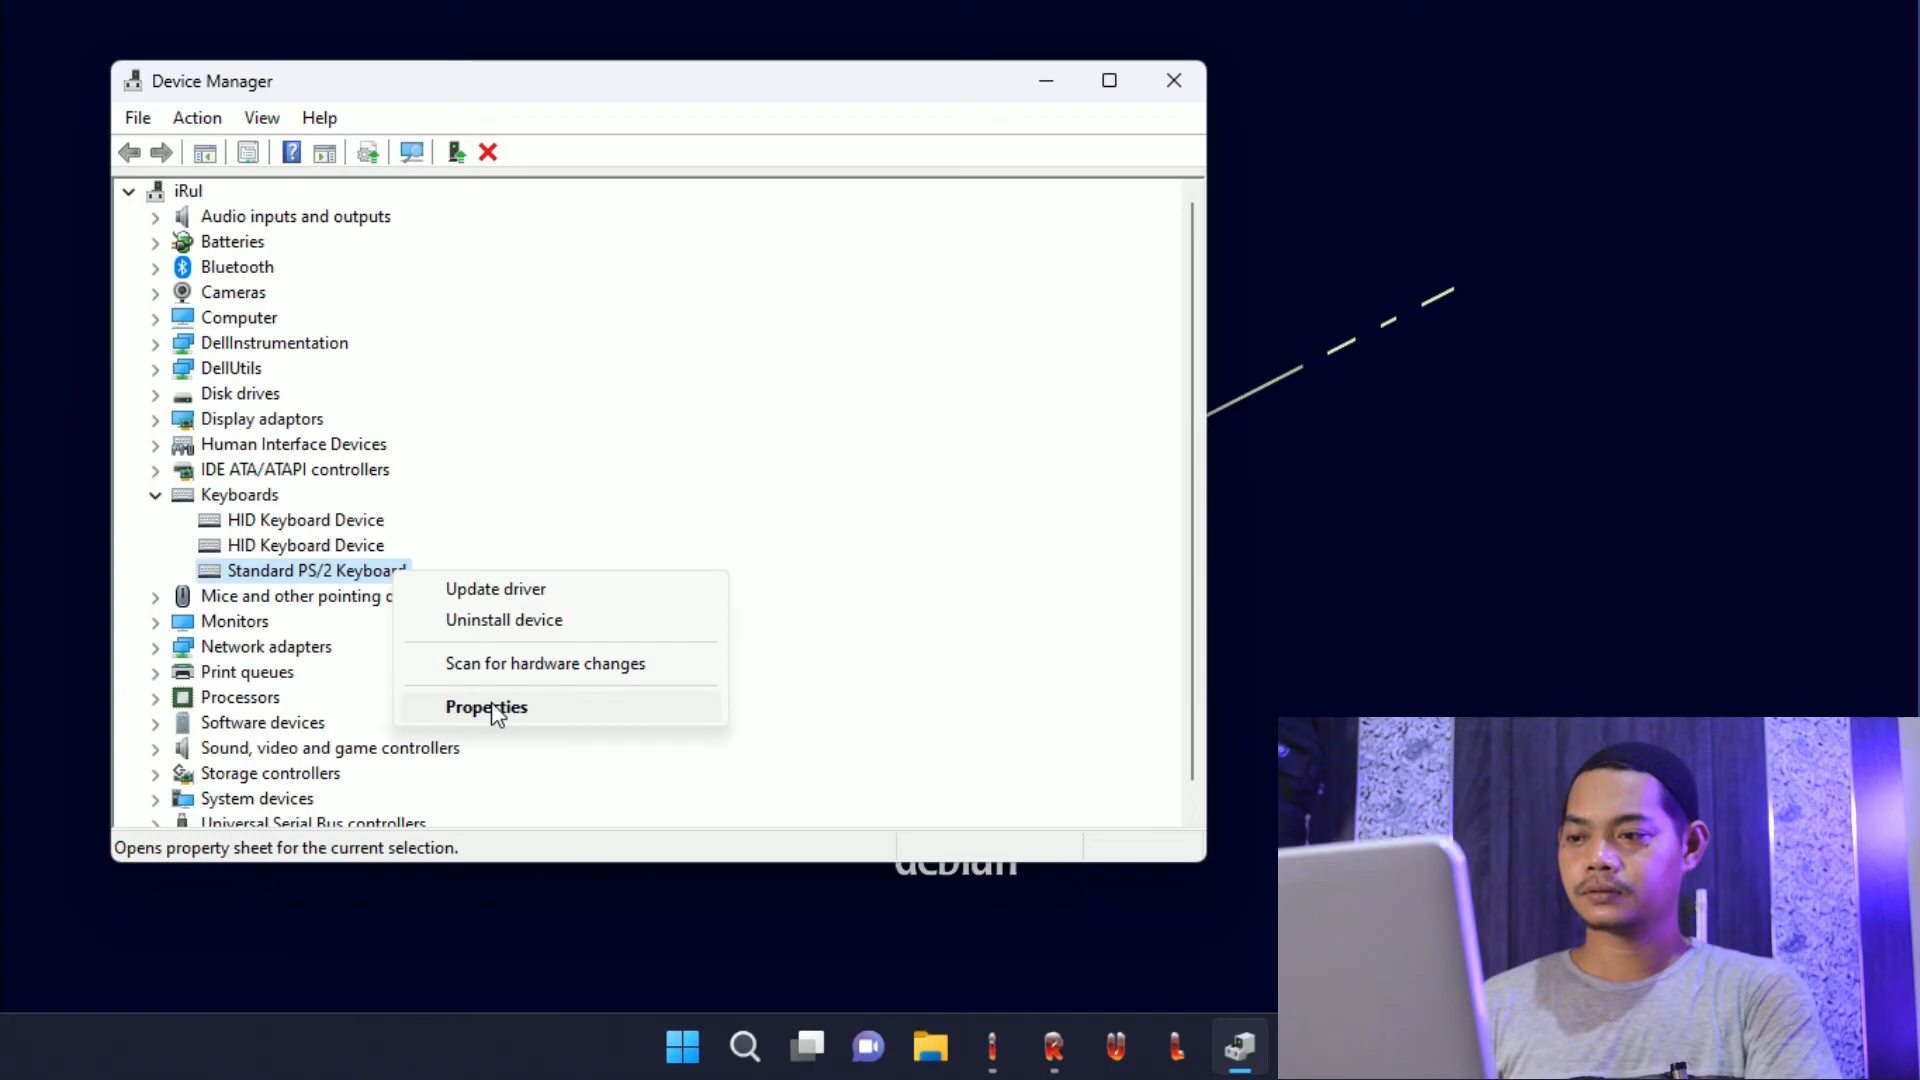 Device Manager
File Action View Help
iRul
Audio inputs and outputs
Batteries
Bluetooth
Cameras
Computer
DellInstrumentation
DellUtils
Disk drives
Display adaptors
Human Interface Devices
IDE ATA/ATAPI controllers
Keyboards
HID Keyboard Device
HID Keyboard Device
Standard PS/2 Keyboard
Mice and other pointing d
Monitors
Network adapters
Print queues
Processors
Software devices
Sound, video and game controllers
Storage controllers
System devices
Universal Serial Bus controllers
Update driver
Uninstall device
Scan for hardware changes
Properties
Opens property sheet for the current selection.
debian
i R U L